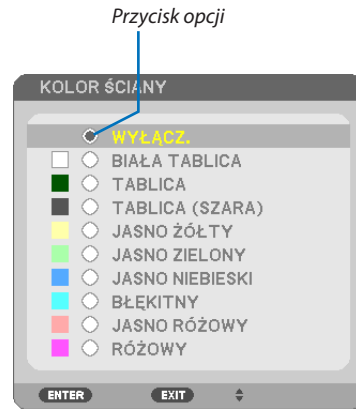 Przycisk opcji
KOLOR ŚCIANY
WYŁĄCZ.
BIAŁA TABLICA
TABLICA
TABLICA (SZARA)
JASNO ŻÓŁTY
JASNO ZIELONY
JASNO NIEBIESKI
BŁĘKITNY
JASNO RÓŻOWY
RÓŻOWY
ENTER EXIT